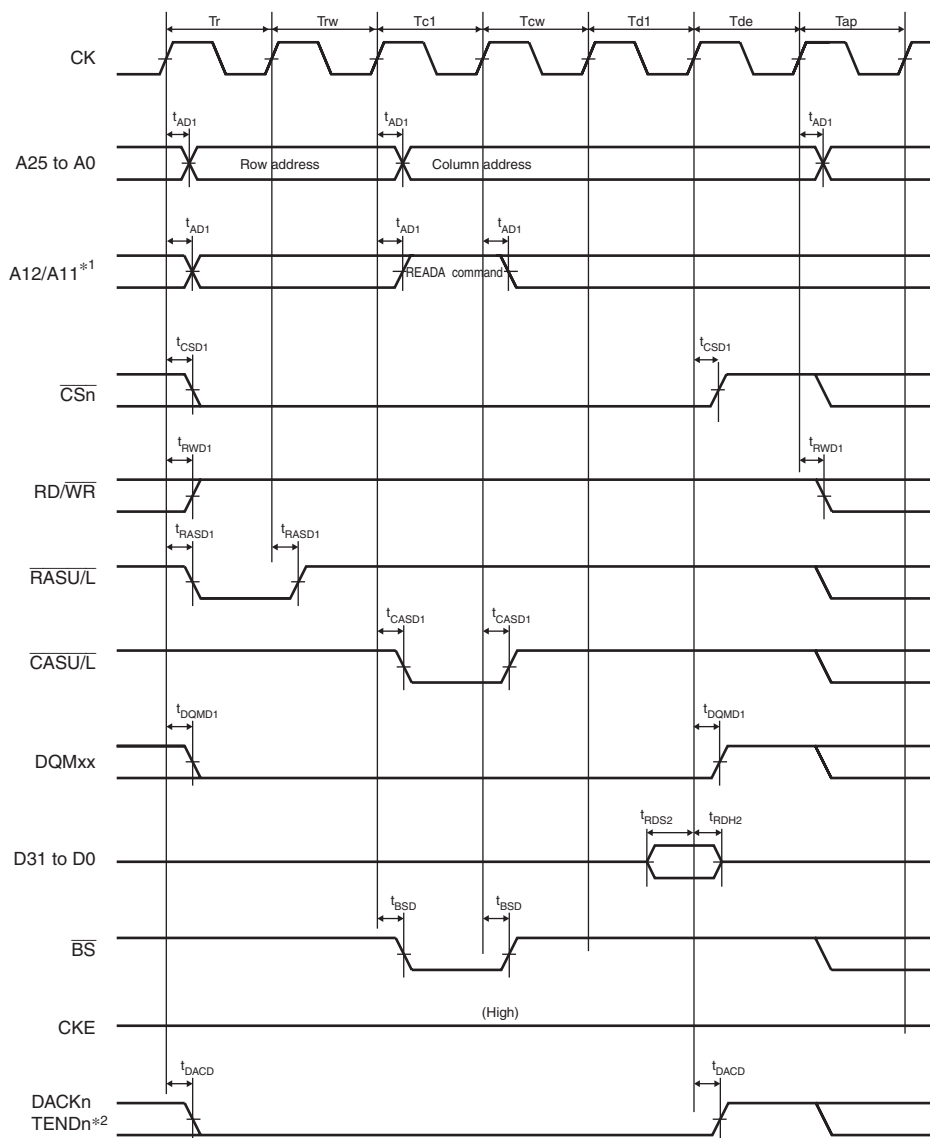 Tr Trw Tc1 Tcw Td1 Tde Tap
CK
tAD1 tAD1 tAD1
A25 to A0 Row address Column address
tAD1 tAD1 tAD1
A12/A11*1 READA command
tCSD1 tCSD1
CSn
tRWD1 tRWD1
RD/WR
tRASD1 tRASD1
RASU/L
tCASD1 tCASD1
CASU/L
tDQMD1 tDQMD1
DQMxx
tRDS2 tRDH2
D31 to D0
tBSD tBSD
BS
(High)
CKE
tDACD tDACD
DACKn
TENDn*2